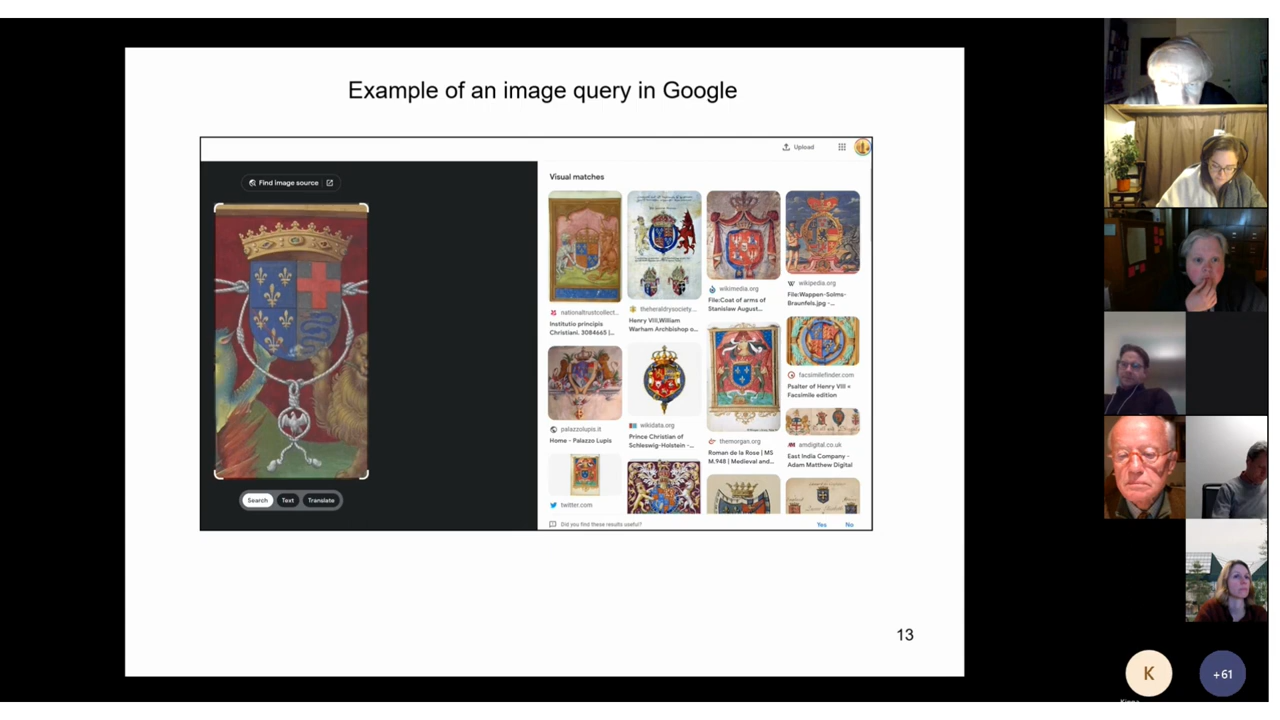 Example of an image query in Google
Upload
Find image source
Visual matches
nationaltrustcollect...
Institutio principis
Christiani. 3084665 |...
theheraldrysociety...
Henry VIII,William
Warham Archbishop o...
wikimedia.org
File:Coat of arms of
Stanislaw August...
wikipedia.org
File:Wappen-Solms-
Braunfels.jpg -...
palazzolupis.it
Home - Palazzo Lupis
wikidata.org
Prince Christian of
Schleswig-Holstein -...
themorgan.org
Roman de la Rose | MS
M.948 | Medieval and...
facsimilefinder.com
Psalter of Henry VIII «
Facsimile edition
amdigital.co.uk
East India Company -
Adam Matthew Digital
twitter.com
Search Text Translate
Did you find these results useful? Yes No
13
K
+61